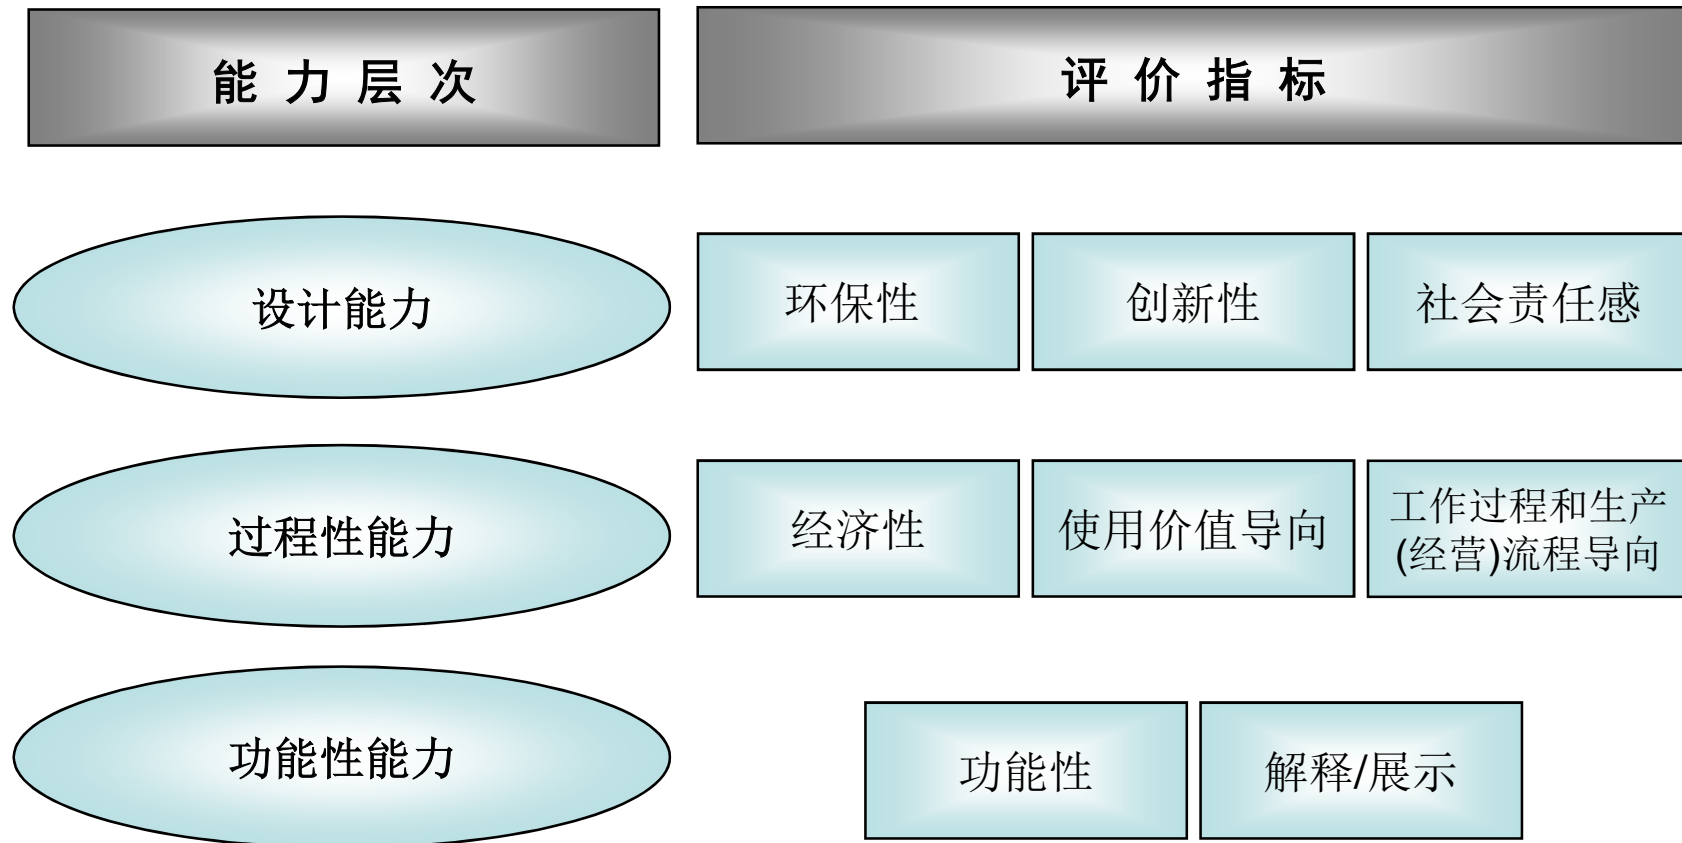 能力层次
评价指标
设计能力
环保性
创新性
社会责任感
过程性能力
经济性
使用价值导向
工作过程和生产
(经营)流程导向
功能性能力
功能性
解释/展示